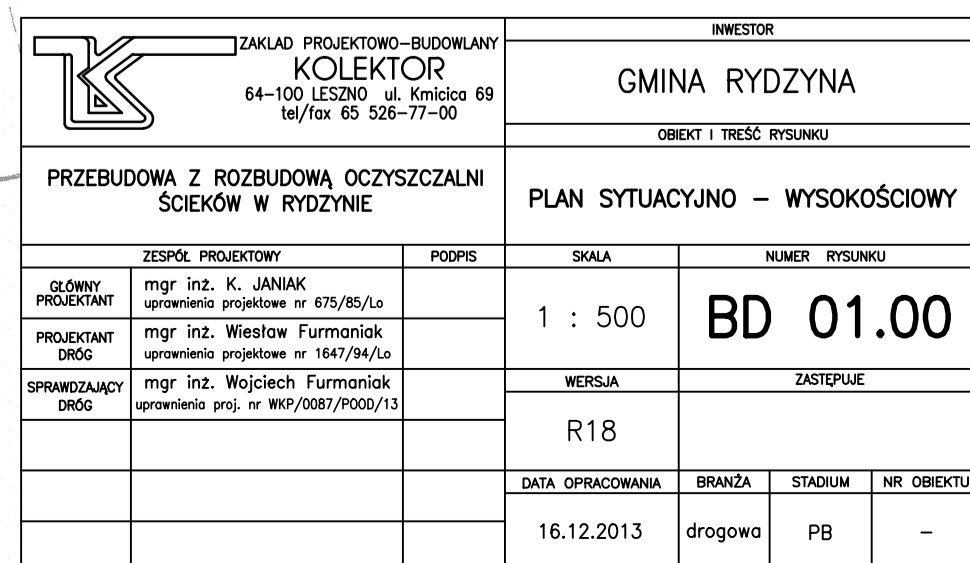 ZAKLAD PROJEKTOWO-BUDOWLANY
KOLEKTOR
64-100 LESZNO ul. Kmicica 69
tel/fax 65 526-77-00
INWESTOR
GMINA RYDZYNA
OBIEKT I TREŚĆ RYSUNKU
PRZEBUDOWA Z ROZBUDOWĄ OCZYSZCZALNI
ŚCIEKÓW W RYDZYNIE
PLAN SYTUACYJNO – WYSOKOŚCIOWY
ZESPÓŁ PROJEKTOWY
PODPIS
SKALA
NUMER RYSUNKU
GŁÓWNY
PROJEKTANT
mgr inż. K. JANIAK
uprawnienia projektowe nr 675/85/Lo
1 : 500
BD 01.00
PROJEKTANT
DRÓG
mgr inż. Wiesław Furmaniak
uprawnienia projektowe nr 1647/94/Lo
SPRAWDZAJĄCY
DRÓG
mgr inż. Wojciech Furmaniak
uprawnienia proj. nr WKP/0087/POOD/13
WERSJA
ZASTĘPUJE
R18
DATA OPRACOWANIA
BRANŻA
STADIUM
NR OBIEKTU
16.12.2013
drogowa
PB
–